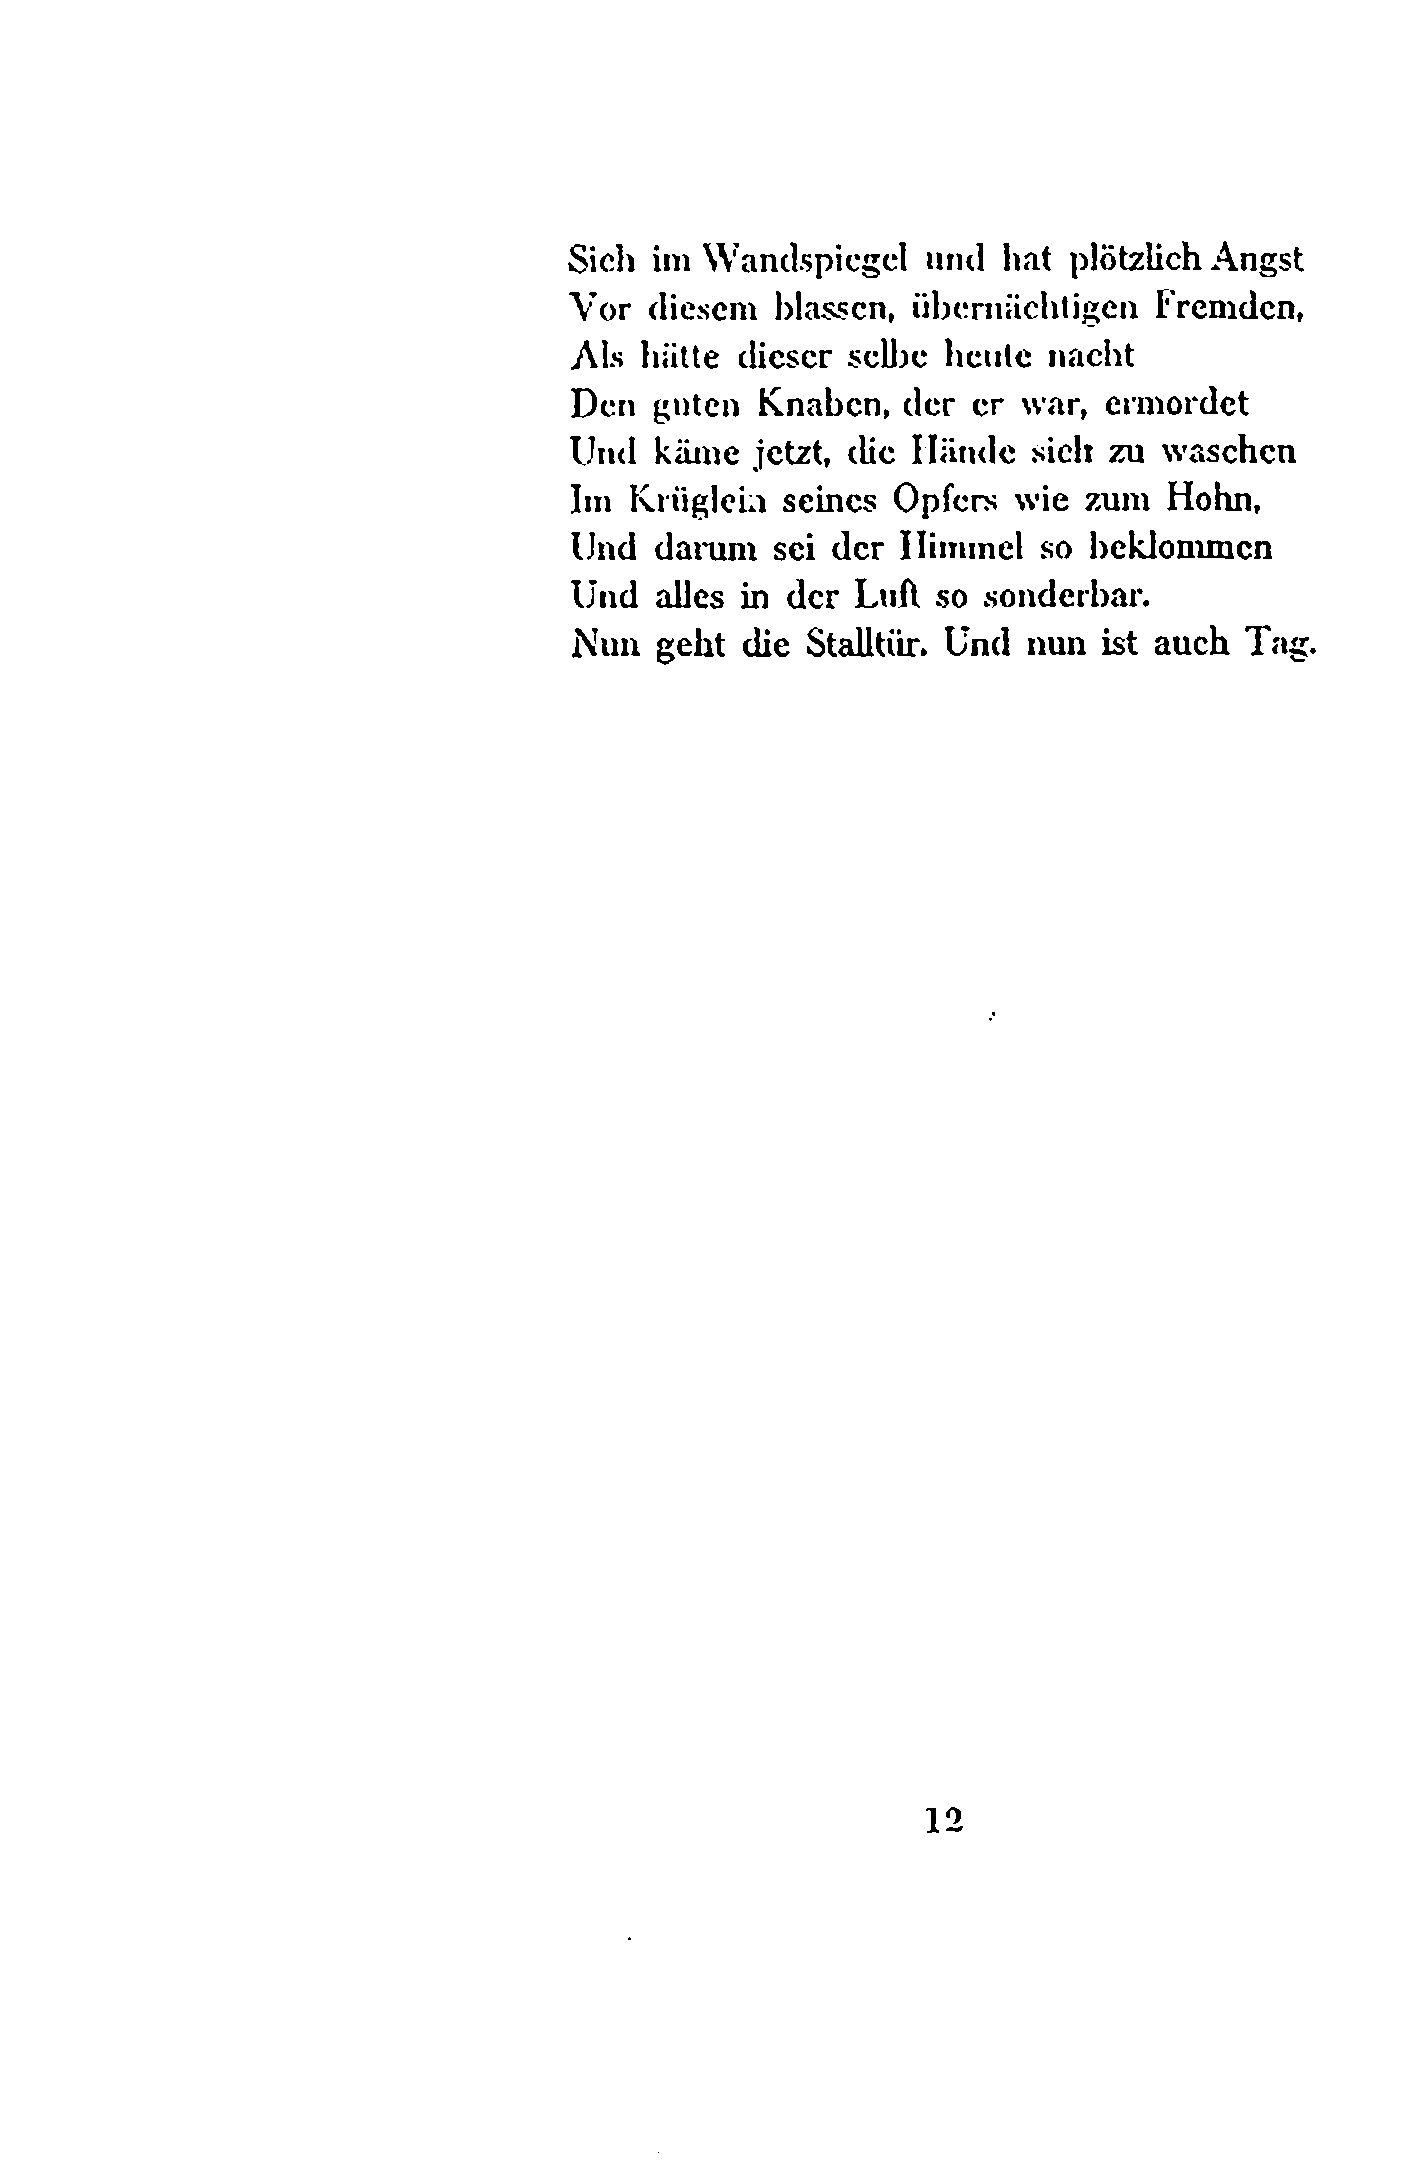 Sich im Wandspiegel und hat plötzlich Angst
Vor diesem blassen, übernächtigen Fremden,
Als hätte dieser selbe heute nacht
Den guten Knaben, der er war, ermordet
Und käme jetzt, die Hände sich zu waschen
Im Krüglein seines Opfers wie zum Hohn,
Und darum sei der Himmel so beklommen
Und alles in der Luft so sonderbar.
Nun geht die Stalltür. Und nun ist auch Tag.
12